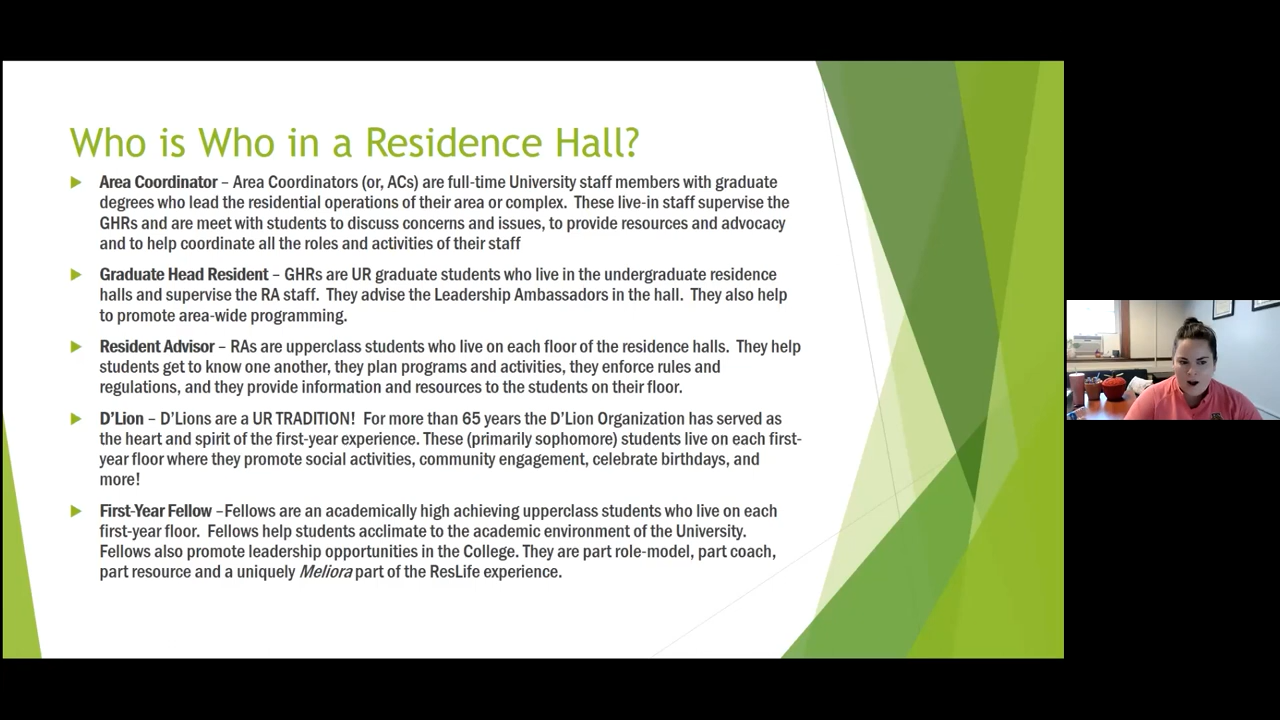 Who is Who in a Residence Hall?
Area Coordinator – Area Coordinators (or, ACs) are full-time University staff members with graduate
degrees who lead the residential operations of their area or complex. These live-in staff supervise the
GHRs and are meet with students to discuss concerns and issues, to provide resources and advocacy
and to help coordinate all the roles and activities of their staff
Graduate Head Resident – GHRs are UR graduate students who live in the undergraduate residence
halls and supervise the RA staff. They advise the Leadership Ambassadors in the hall. They also help
to promote area-wide programming.
Resident Advisor – RAs are upperclass students who live on each floor of the residence halls. They help
students get to know one another, they plan programs and activities, they enforce rules and
regulations, and they provide information and resources to the students on their floor.
D'Lion – D'Lions are a UR TRADITION! For more than 65 years the D'Lion Organization has served as
the heart and spirit of the first-year experience. These (primarily sophomore) students live on each first-
year floor where they promote social activities, community engagement, celebrate birthdays, and
more!
First-Year Fellow –Fellows are an academically high achieving upperclass students who live on each
first-year floor. Fellows help students acclimate to the academic environment of the University.
Fellows also promote leadership opportunities in the College. They are part role-model, part coach,
part resource and a uniquely Meliora part of the ResLife experience.